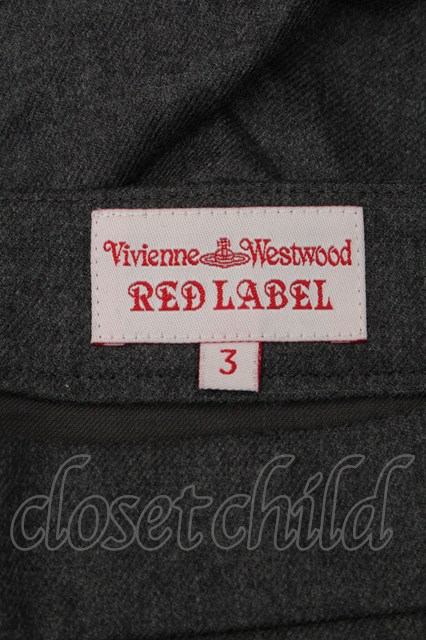 Vivienne Westwood
RED LABEL
3
closet child